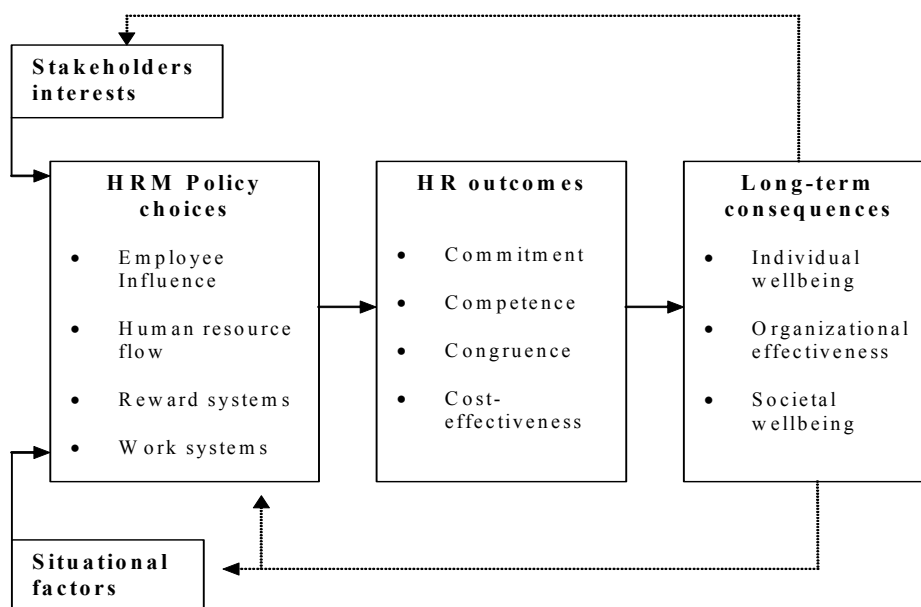 Stakeholders
interests
HRM Policy
choices
• Employee
Influence
• Human resource
flow
• Reward systems
• Work systems
HR outcomes
• Commitment
• Competence
• Congruence
• Cost-
effectiveness
Long-term
consequences
• Individual
wellbeing
• Organizational
effectiveness
• Societal
wellbeing
Situational
factors